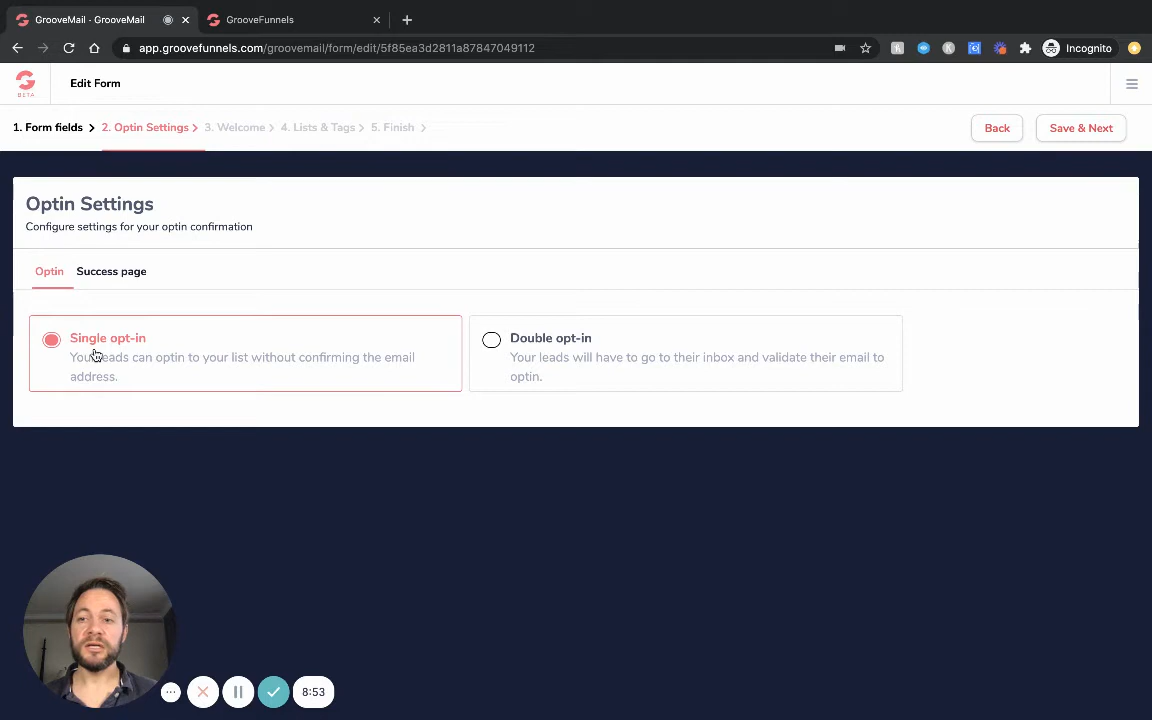 GrooveMail - GrooveMail
GrooveFunnels
app.groovefunnels.com/groovemail/form/edit/5f85ea3d2811a87847049112
Incognito
BETA
Edit Form
1. Form fields
2. Optin Settings
3. Welcome
4. Lists & Tags
5. Finish
Back
Save & Next
Optin Settings
Configure settings for your optin confirmation
Optin
Success page
Single opt-in
Your leads can optin to your list without confirming the email
address.
Double opt-in
Your leads will have to go to their inbox and validate their email to
optin.
8:53